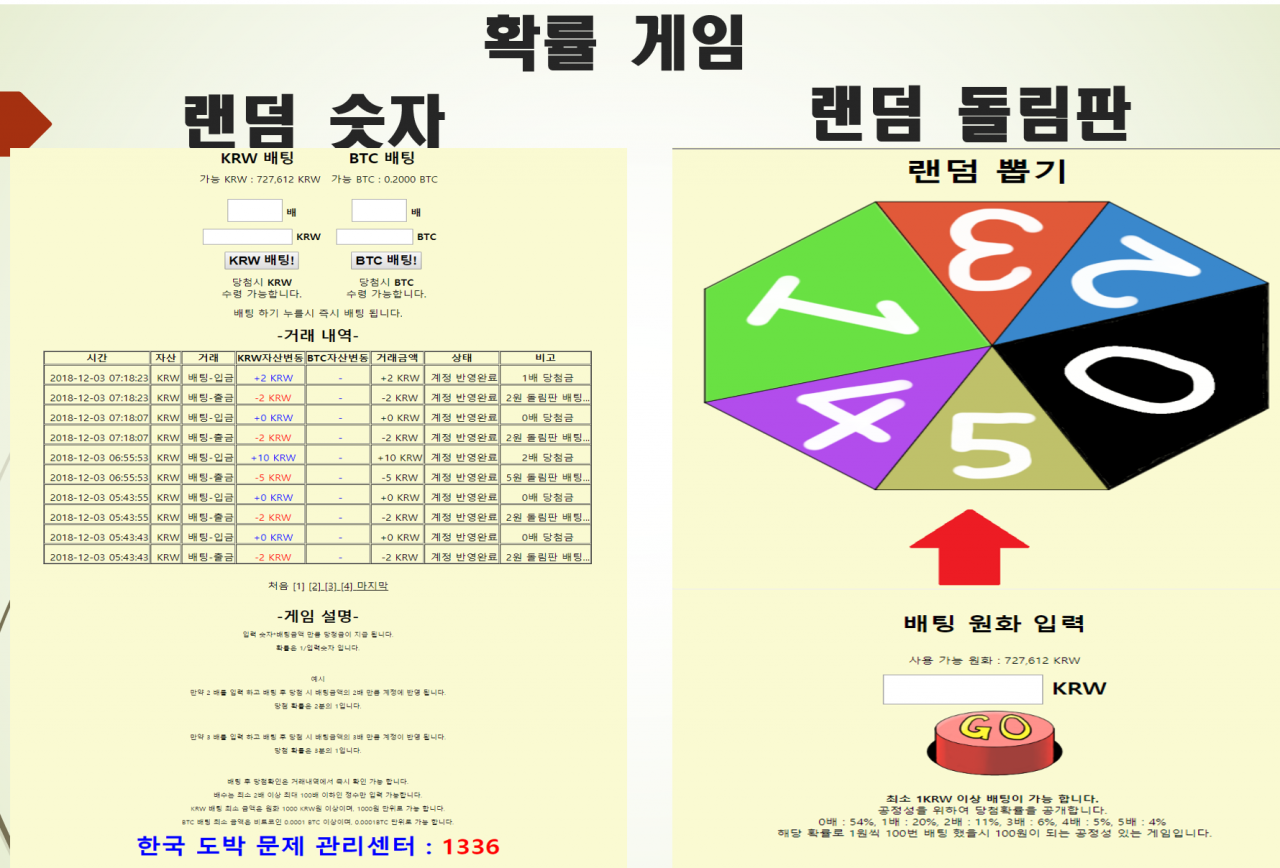 확률 게임
랜덤 숫자
KRW 배팅 BTC 배팅
가능 KRW : 727,612 KRW 가능 BTC : 0.2000 BTC
배 배
KRW BTC
KRW 배팅! BTC 배팅!
당첨시 KRW 당첨시 BTC
수령 가능합니다. 수령 가능합니다.
배팅 하기 누를시 즉시 배팅 됩니다.
-거래 내역-
시간 자산 거래 KRW자산변동 BTC자산변동 거래금액 상태 비고
2018-12-03 07:18:23 KRW 배팅-입금 +2 KRW - +2 KRW 계정 반영완료 1배 당첨금
2018-12-03 07:18:23 KRW 배팅-출금 -2 KRW - -2 KRW 계정 반영완료 2원 돌림판 배팅...
2018-12-03 07:18:07 KRW 배팅-입금 +0 KRW - +0 KRW 계정 반영완료 0배 당첨금
2018-12-03 07:18:07 KRW 배팅-출금 -2 KRW - -2 KRW 계정 반영완료 2원 돌림판 배팅...
2018-12-03 06:55:53 KRW 배팅-입금 +10 KRW - +10 KRW 계정 반영완료 2배 당첨금
2018-12-03 06:55:53 KRW 배팅-출금 -5 KRW - -5 KRW 계정 반영완료 5원 돌림판 배팅...
2018-12-03 05:43:55 KRW 배팅-입금 +0 KRW - +0 KRW 계정 반영완료 0배 당첨금
2018-12-03 05:43:55 KRW 배팅-출금 -2 KRW - -2 KRW 계정 반영완료 2원 돌림판 배팅...
2018-12-03 05:43:43 KRW 배팅-입금 +0 KRW - +0 KRW 계정 반영완료 0배 당첨금
2018-12-03 05:43:43 KRW 배팅-출금 -2 KRW - -2 KRW 계정 반영완료 2원 돌림판 배팅...
처음 [1] [2] [3] [4] 마지막
-게임 설명-
입력 숫자*배팅금액 만큼 당첨금이 지급 됩니다.
확률은 1/입력숫자 입니다.
예시
만약 2 배를 입력 하고 배팅 후 당첨 시 배팅금액의 2배 만큼 계정에 반영 됩니다.
당첨 확률은 2분의 1입니다.
만약 3 배를 입력 하고 배팅 후 당첨 시 배팅금액의 3배 만큼 계정이 반영 됩니다.
당첨 확률은 3분의 1입니다.
배팅 후 당첨확인은 거래내역에서 즉시 확인 가능 합니다.
배수는 최소 2배 이상 최대 100배 이하인 정수만 입력 가능합니다.
KRW 배팅 최소 금액은 원화 1000 KRW원 이상이며, 1000원 단위로 가능 합니다.
BTC 배팅 최소 금액은 비트코인 0.0001 BTC 이상이며, 0.0001BTC 단위로 가능 합니다.
한국 도박 문제 관리센터 : 1336
랜덤 돌림판
랜덤 뽑기
3
2
1
0
4
5
배팅 원화 입력
사용 가능 원화 : 727,612 KRW
KRW
GO
최소 1KRW 이상 배팅이 가능 합니다.
공정성을 위하여 당첨확률을 공개합니다.
0배 : 54%, 1배 : 20%, 2배 : 11%, 3배 : 6%, 4배 : 5%, 5배 : 4%
해당 확률로 1원씩 100번 배팅 했을시 100원이 되는 공정성 있는 게임입니다.